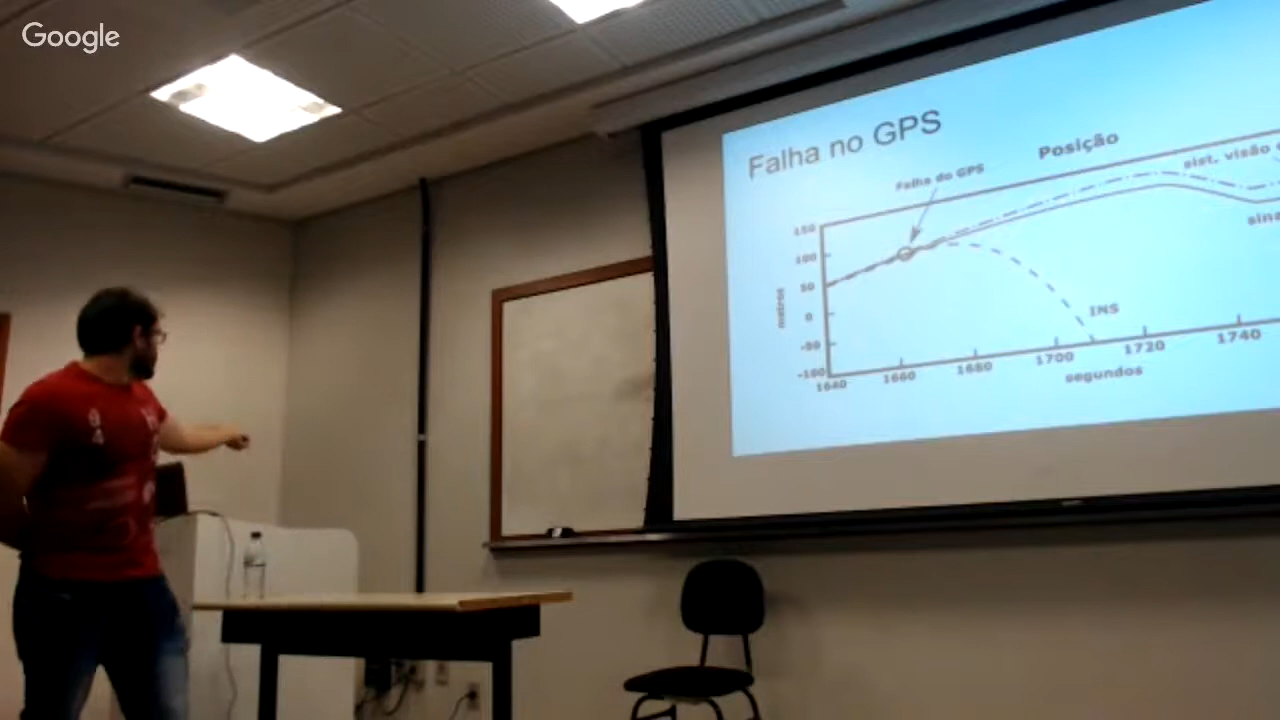 Google
Falha no GPS
Posição
Falha do GPS
sist. visão
150
100
50
0
-50
-100
metros
INS
1640 1660 1680 1700 1720 1740
segundos